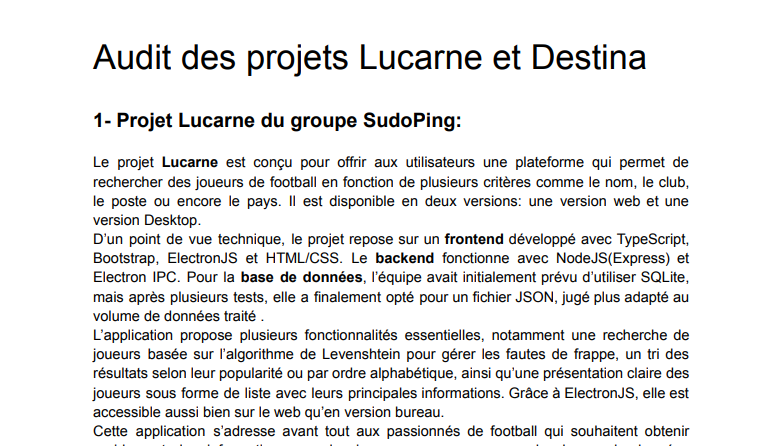 Audit des projets Lucarne et Destina
1- Projet Lucarne du groupe SudoPing:
Le projet Lucarne est conçu pour offrir aux utilisateurs une plateforme qui permet de
rechercher des joueurs de football en fonction de plusieurs critères comme le nom, le club,
le poste ou encore le pays. Il est disponible en deux versions: une version web et une
version Desktop.
D’un point de vue technique, le projet repose sur un frontend développé avec TypeScript,
Bootstrap, ElectronJS et HTML/CSS. Le backend fonctionne avec NodeJS(Express) et
Electron IPC. Pour la base de données, l’équipe avait initialement prévu d’utiliser SQLite,
mais après plusieurs tests, elle a finalement opté pour un fichier JSON, jugé plus adapté au
volume de données traité .
L’application propose plusieurs fonctionnalités essentielles, notamment une recherche de
joueurs basée sur l’algorithme de Levenshtein pour gérer les fautes de frappe, un tri des
résultats selon leur popularité ou par ordre alphabétique, ainsi qu’une présentation claire des
joueurs sous forme de liste avec leurs principales informations. Grâce à ElectronJS, elle est
accessible aussi bien sur le web qu’en version bureau.
Cette application s’adresse avant tout aux passionnés de football qui souhaitent obtenir